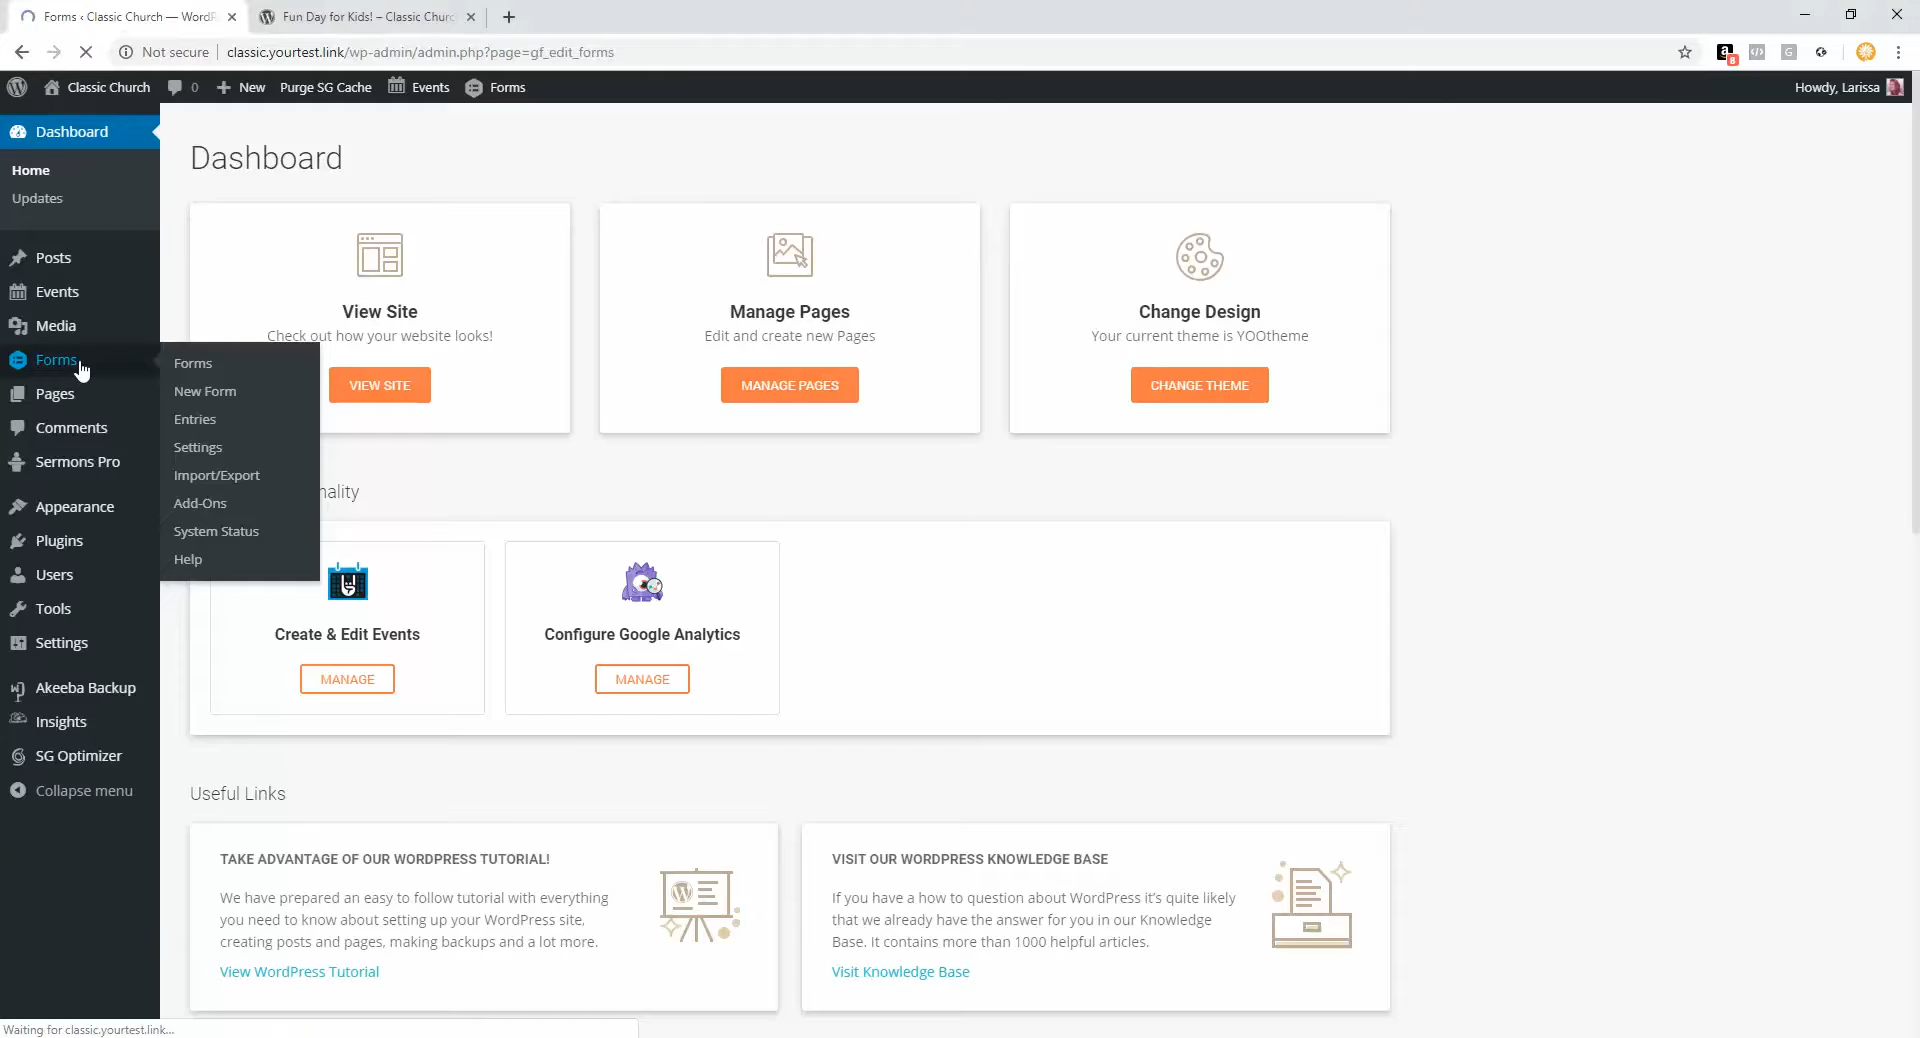 Forms ‹ Classic Church — WordP
Fun Day for Kids! – Classic Churc
Not secure
classic.yourtest.link/wp-admin/admin.php?page=gf_edit_forms
Classic Church
0
New
Purge SG Cache
Events
Forms
Howdy, Larissa
Dashboard
Home
Updates
Posts
Events
Media
Forms
Pages
Comments
Sermons Pro
Appearance
Plugins
Users
Tools
Settings
Akeeba Backup
Insights
SG Optimizer
Collapse menu
Forms
New Form
Entries
Settings
Import/Export
Add-Ons
System Status
Help
Dashboard
View Site
Check out how your website looks!
VIEW SITE
Manage Pages
Edit and create new Pages
MANAGE PAGES
Change Design
Your current theme is YOOtheme
CHANGE THEME
nality
Create & Edit Events
MANAGE
Configure Google Analytics
MANAGE
Useful Links
TAKE ADVANTAGE OF OUR WORDPRESS TUTORIAL!
We have prepared an easy to follow tutorial with everything
you need to know about setting up your WordPress site,
creating posts and pages, making backups and a lot more.
View WordPress Tutorial
VISIT OUR WORDPRESS KNOWLEDGE BASE
If you have a how to question about WordPress it's quite likely
that we already have the answer for you in our Knowledge
Base. It contains more than 1000 helpful articles.
Visit Knowledge Base
Waiting for classic.yourtest.link...